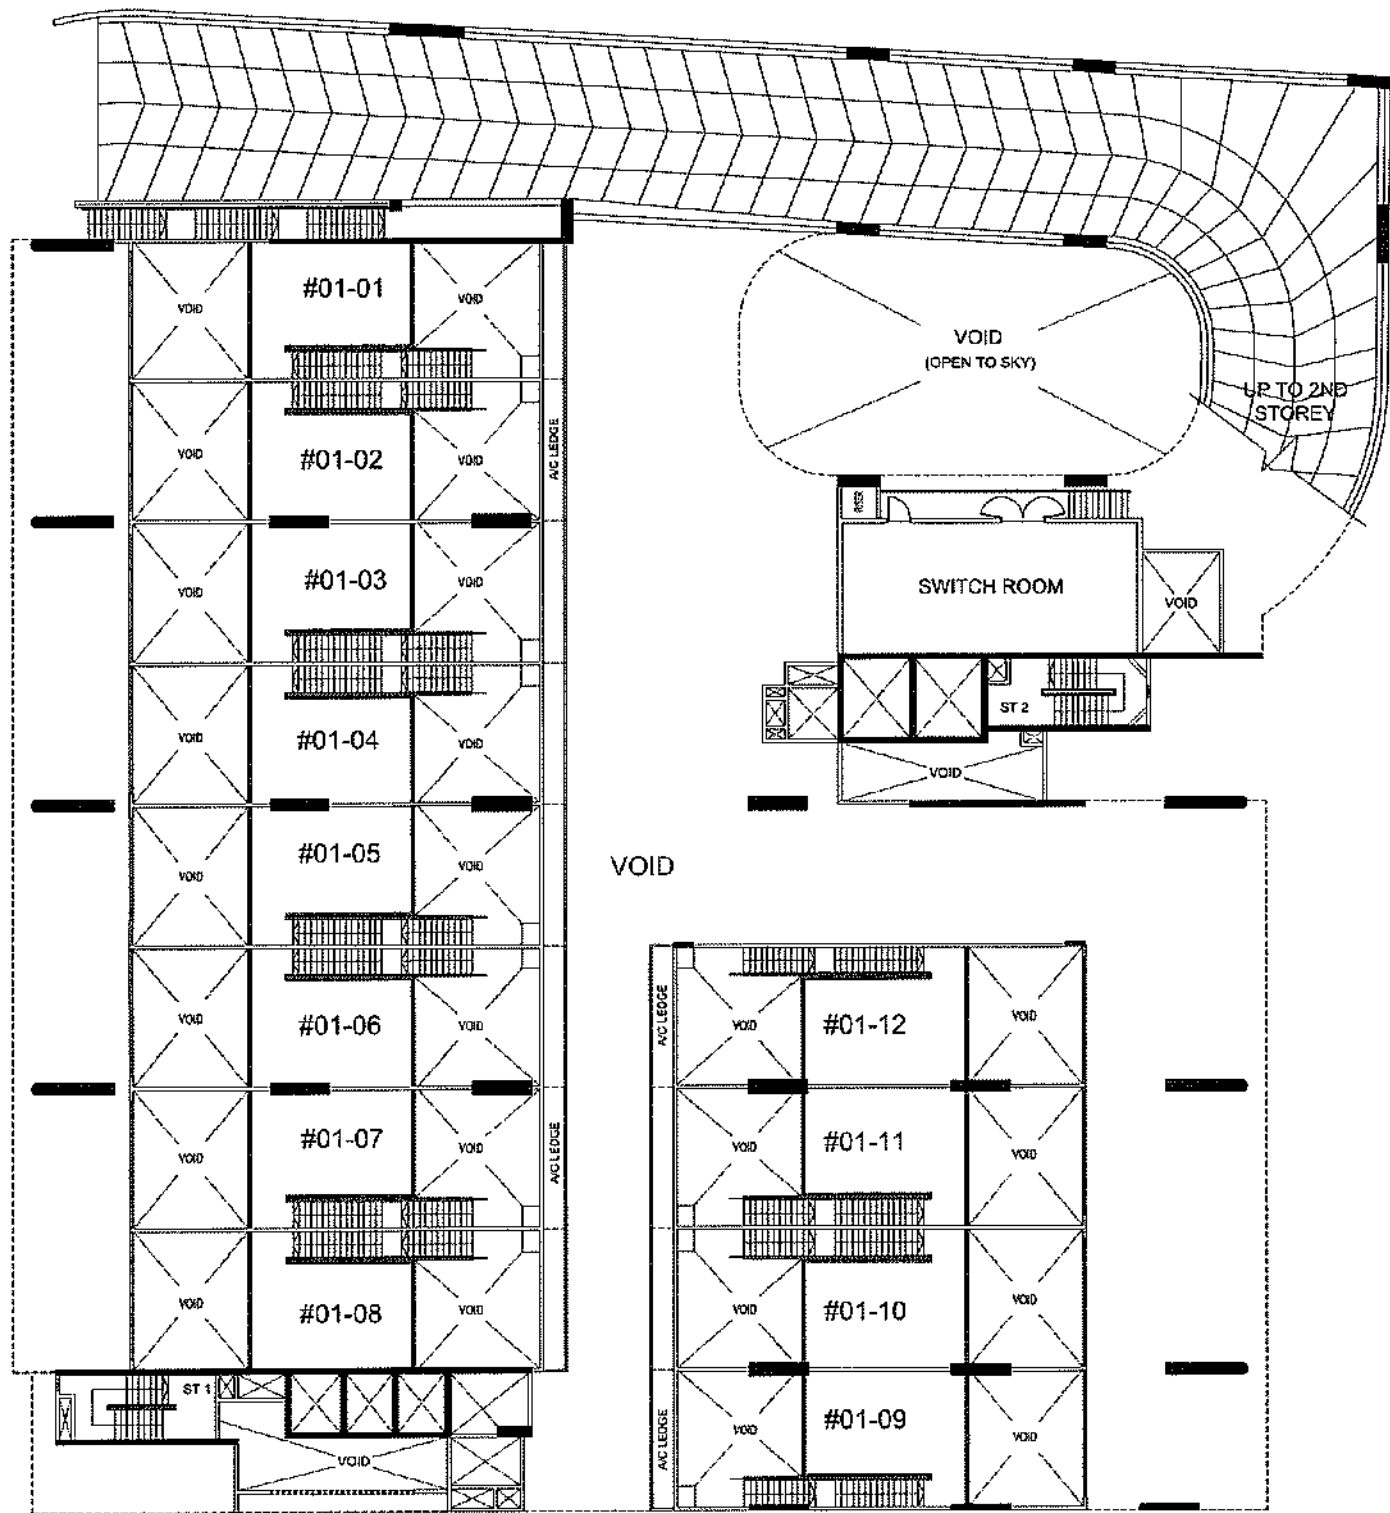 #01-01
VOID
VOID
VOID
(OPEN TO SKY)
UP TO 2ND
STOREY
#01-02
VOID
VOID
A/C LEDGE
RISER
#01-03
VOID
VOID
SWITCH ROOM
VOID
#01-04
VOID
VOID
ST 2
VOID
#01-05
VOID
VOID
VOID
#01-06
VOID
VOID
A/C LEDGE
VOID
#01-12
VOID
#01-07
VOID
VOID
A/C LEDGE
VOID
#01-11
VOID
VOID
#01-08
VOID
VOID
#01-10
VOID
ST 1
VOID
A/C LEDGE
VOID
#01-09
VOID